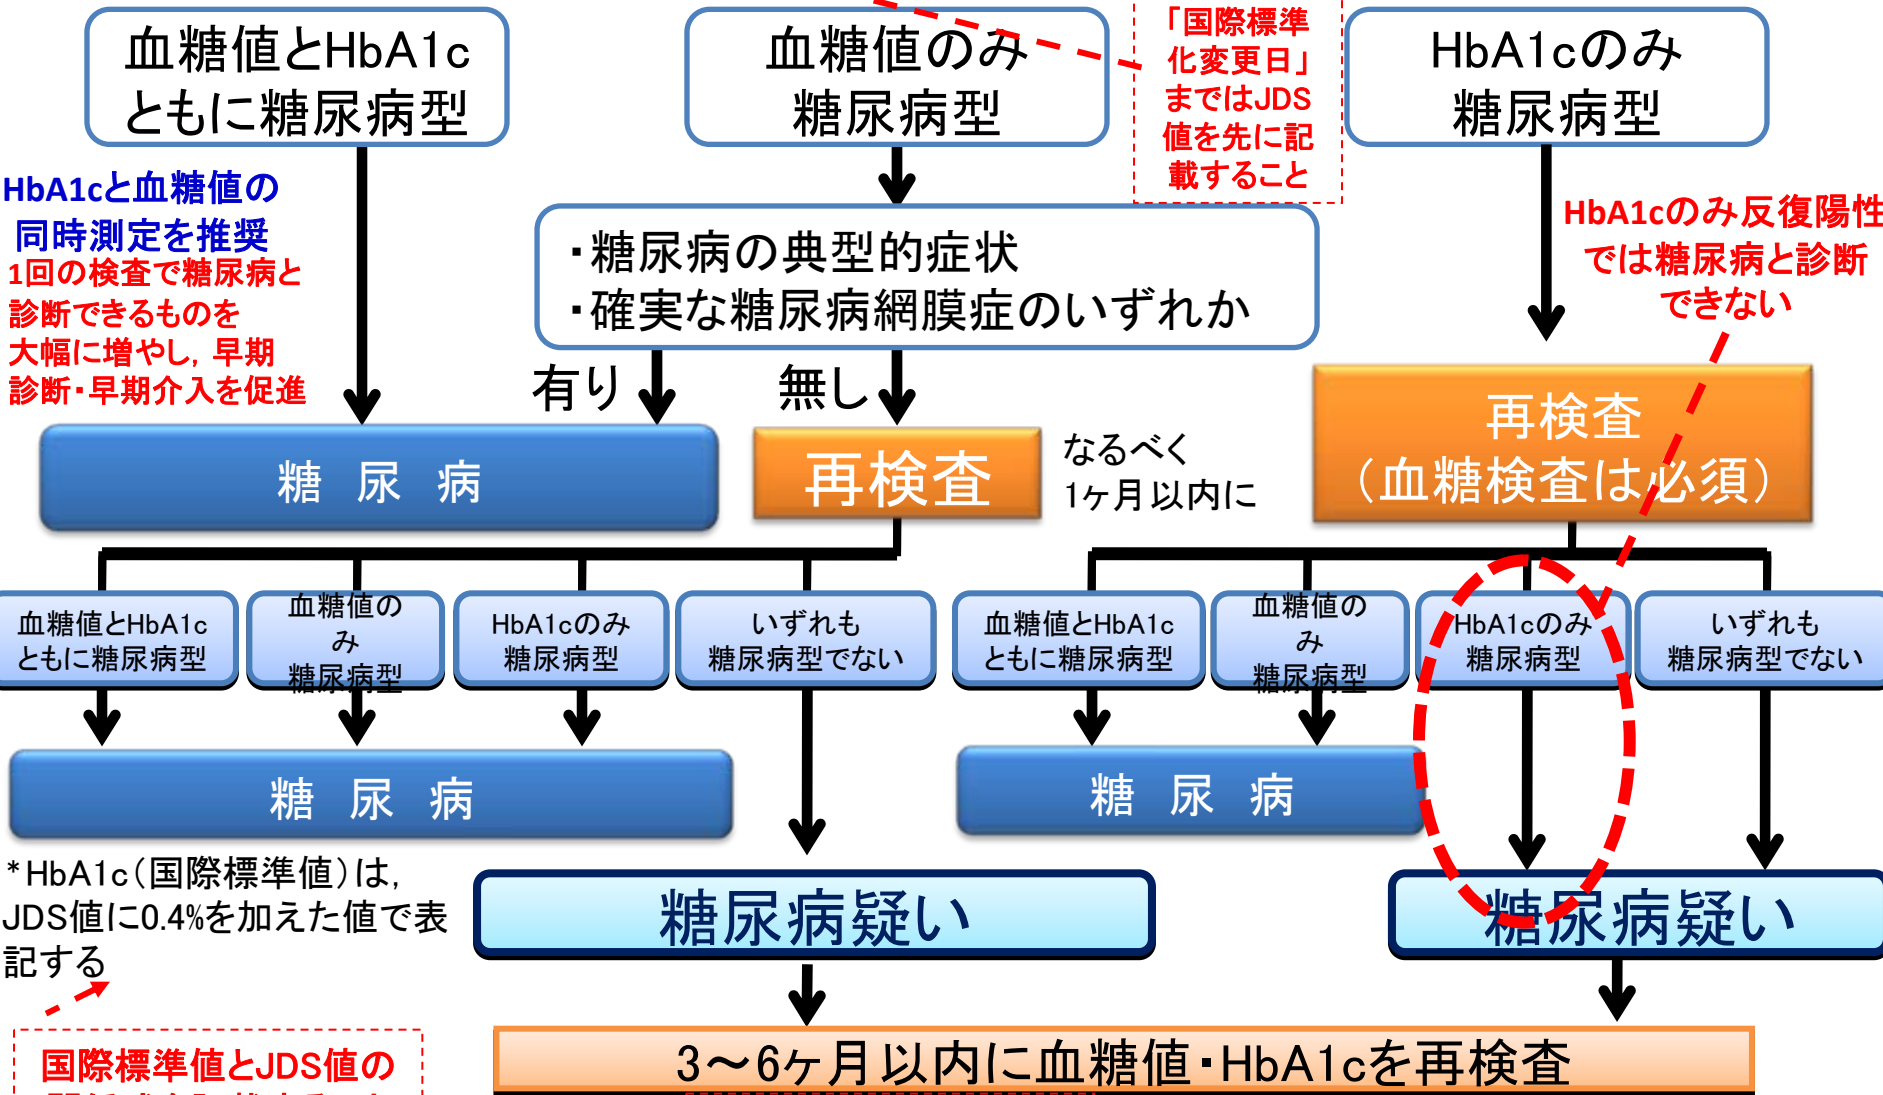 血糖値とHbA1c
ともに糖尿病型
血糖値のみ
糖尿病型
「国際標準
化変更日」
まではJDS
値を先に記
載すること
HbA1cのみ
糖尿病型
HbA1cと血糖値の
同時測定を推奨
1回の検査で糖尿病と
診断できるものを
大幅に増やし, 早期
診断・早期介入を促進
・糖尿病の典型的症状
・確実な糖尿病網膜症のいずれか
HbA1cのみ反復陽性
では糖尿病と診断
できない
有り
無し
糖 尿 病
再検査
なるべく
1ヶ月以内に
再検査
（血糖検査は必須）
血糖値とHbA1c
ともに糖尿病型
血糖値の
み
糖尿病型
HbA1cのみ
糖尿病型
いずれも
糖尿病型でない
血糖値とHbA1c
ともに糖尿病型
血糖値の
み
糖尿病型
HbA1cのみ
糖尿病型
いずれも
糖尿病型でない
糖 尿 病
糖 尿 病
*HbA1c（国際標準値）は,
JDS値に0.4%を加えた値で表
記する
糖尿病疑い
糖尿病疑い
国際標準値とJDS値の
3～6ヶ月以内に血糖値・HbA1cを再検査